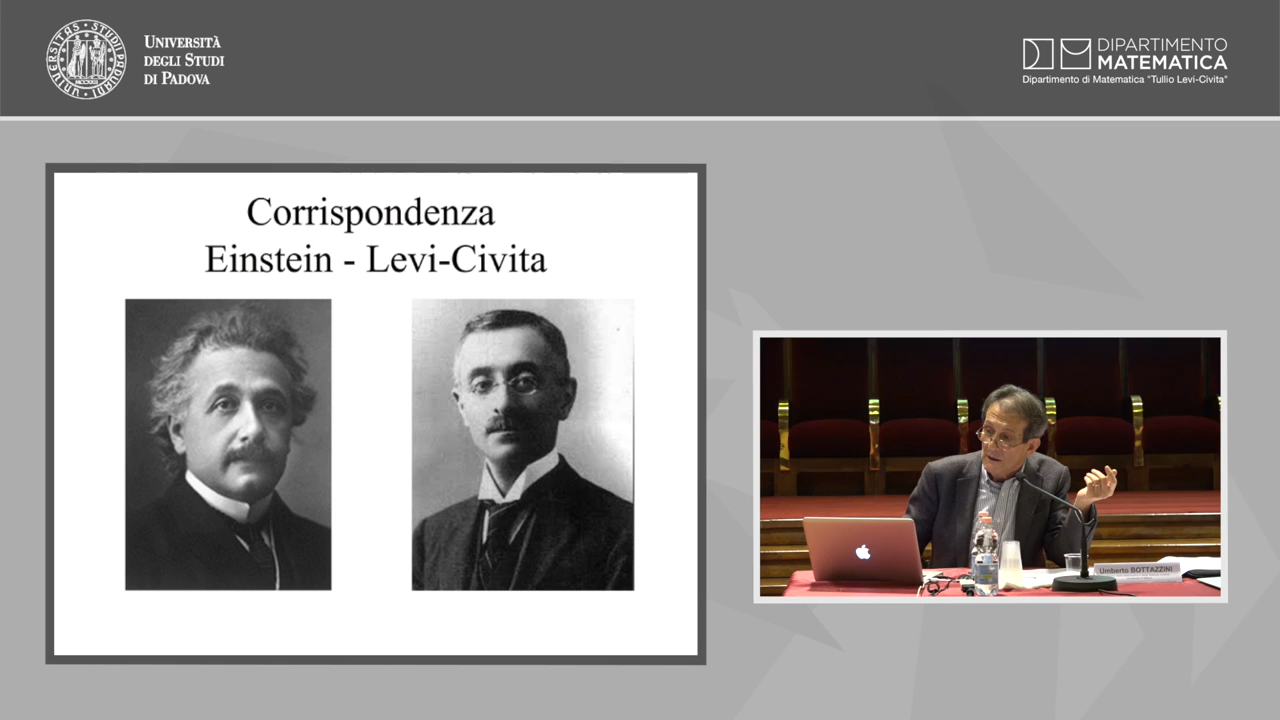 UNIVERSITÀ
DEGLI STUDI
DI PADOVA
DIPARTIMENTO
MATEMATICA
Dipartimento di Matematica "Tullio Levi-Civita"
Corrispondenza
Einstein - Levi-Civita
Umberto BOTTAZZINI